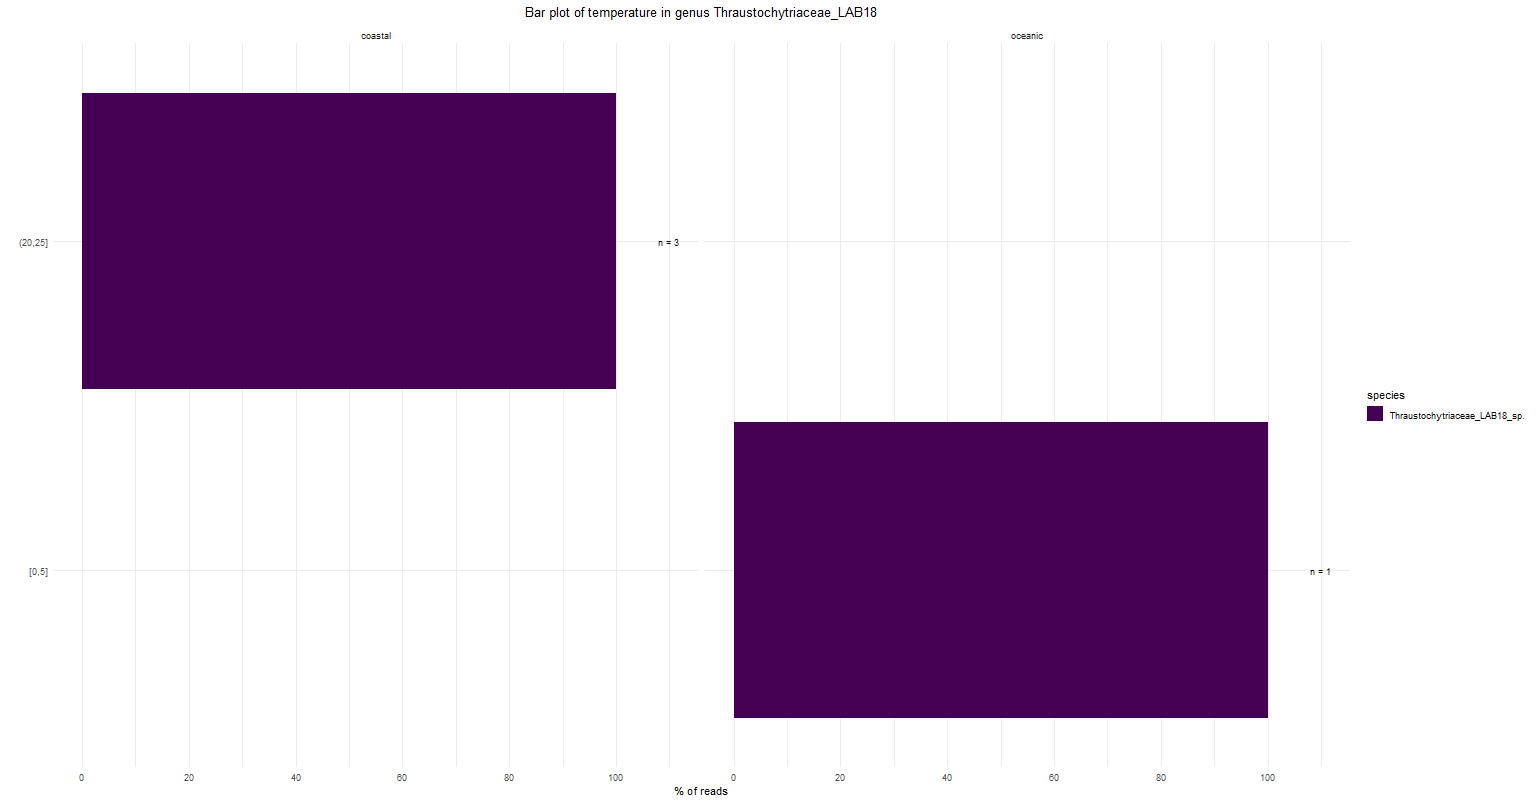 Bar plot of temperature in genus Thraustochytriaceae_LAB18
coastal
oceanic
(20,25]
n = 3
[0,5]
n = 1
species
Thraustochytriaceae_LAB18_sp.
0 20 40 60 80 100
0 20 40 60 80 100
% of reads